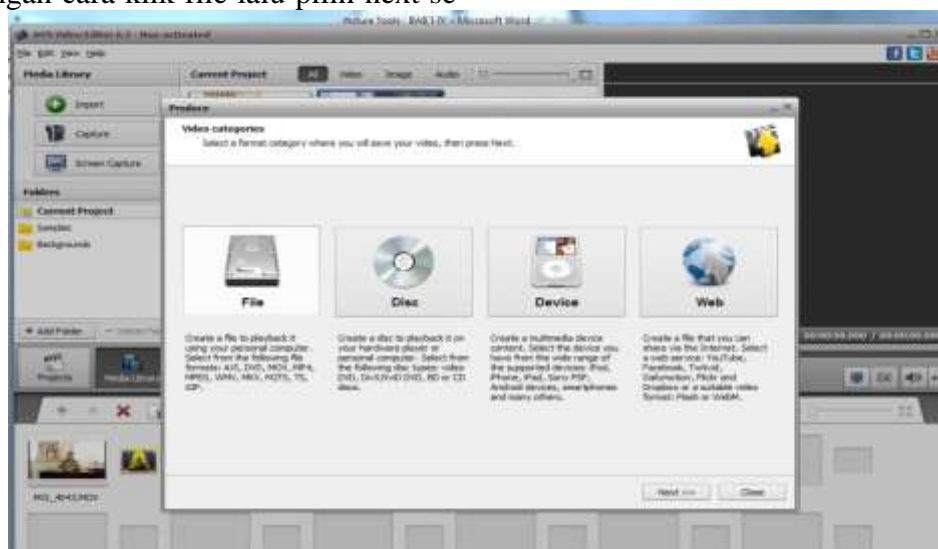 ngan cara klik file lalu pilih next se
Picture Tools BAB I-IV - Microsoft Word
AVS Video Editor 6.3 - Non activated
File Edit View Help
Media Library
Current Project
All
Video
Image
Audio
Import
Capture
Screen Capture
Folders
Current Project
Samples
Backgrounds
+ Add Folder
Projects
Media Library
Produce
Video categories
Select a format category where you will save your video, then press Next.
File
Create a file to playback it
using your personal computer.
Select from the following file
formats: AVI, DVD, MOV, MP4,
MPEG, WMV, MKV, M2TS, TS,
Disc
Create a disc to playback it on
your hardware player or
personal computer. Select from
the following disc types: video
DVD, DivX/Xvid DVD, BD or CD
discs.
Device
Create a multimedia device
content. Select the device you
have from the wide range of
the supported devices: iPod,
iPhone, iPad, Sony PSP,
Android devices, smartphones
and many others.
Web
Create a file that you can
share via the Internet. Select
a web service: YouTube,
Facebook, TwitVid,
Dailymotion, Flickr and
Dropbox or a suitable video
format: Flash or WebM.
Next >>
Close